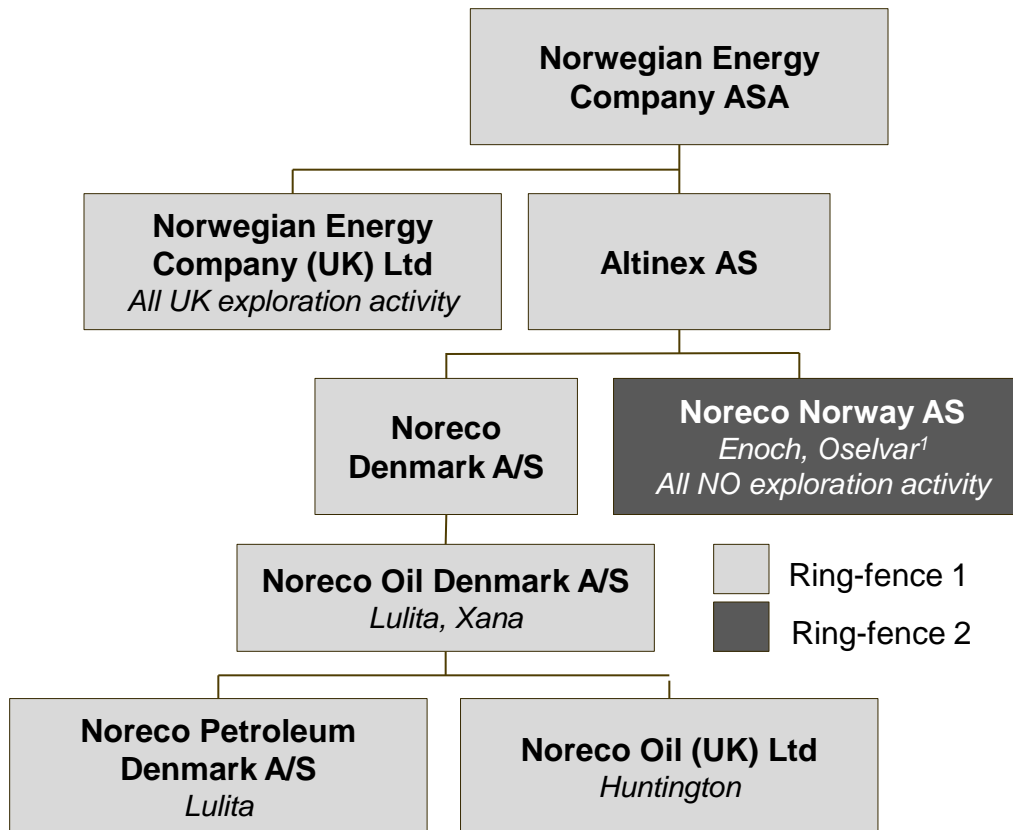 Norwegian Energy
Company ASA
Norwegian Energy
Company (UK) Ltd
All UK exploration activity
Altinex AS
Noreco
Denmark A/S
Noreco Norway AS
Enoch, Oselvar¹
All NO exploration activity
Noreco Oil Denmark A/S
Lulita, Xana
Ring-fence 1
Ring-fence 2
Noreco Petroleum
Denmark A/S
Lulita
Noreco Oil (UK) Ltd
Huntington